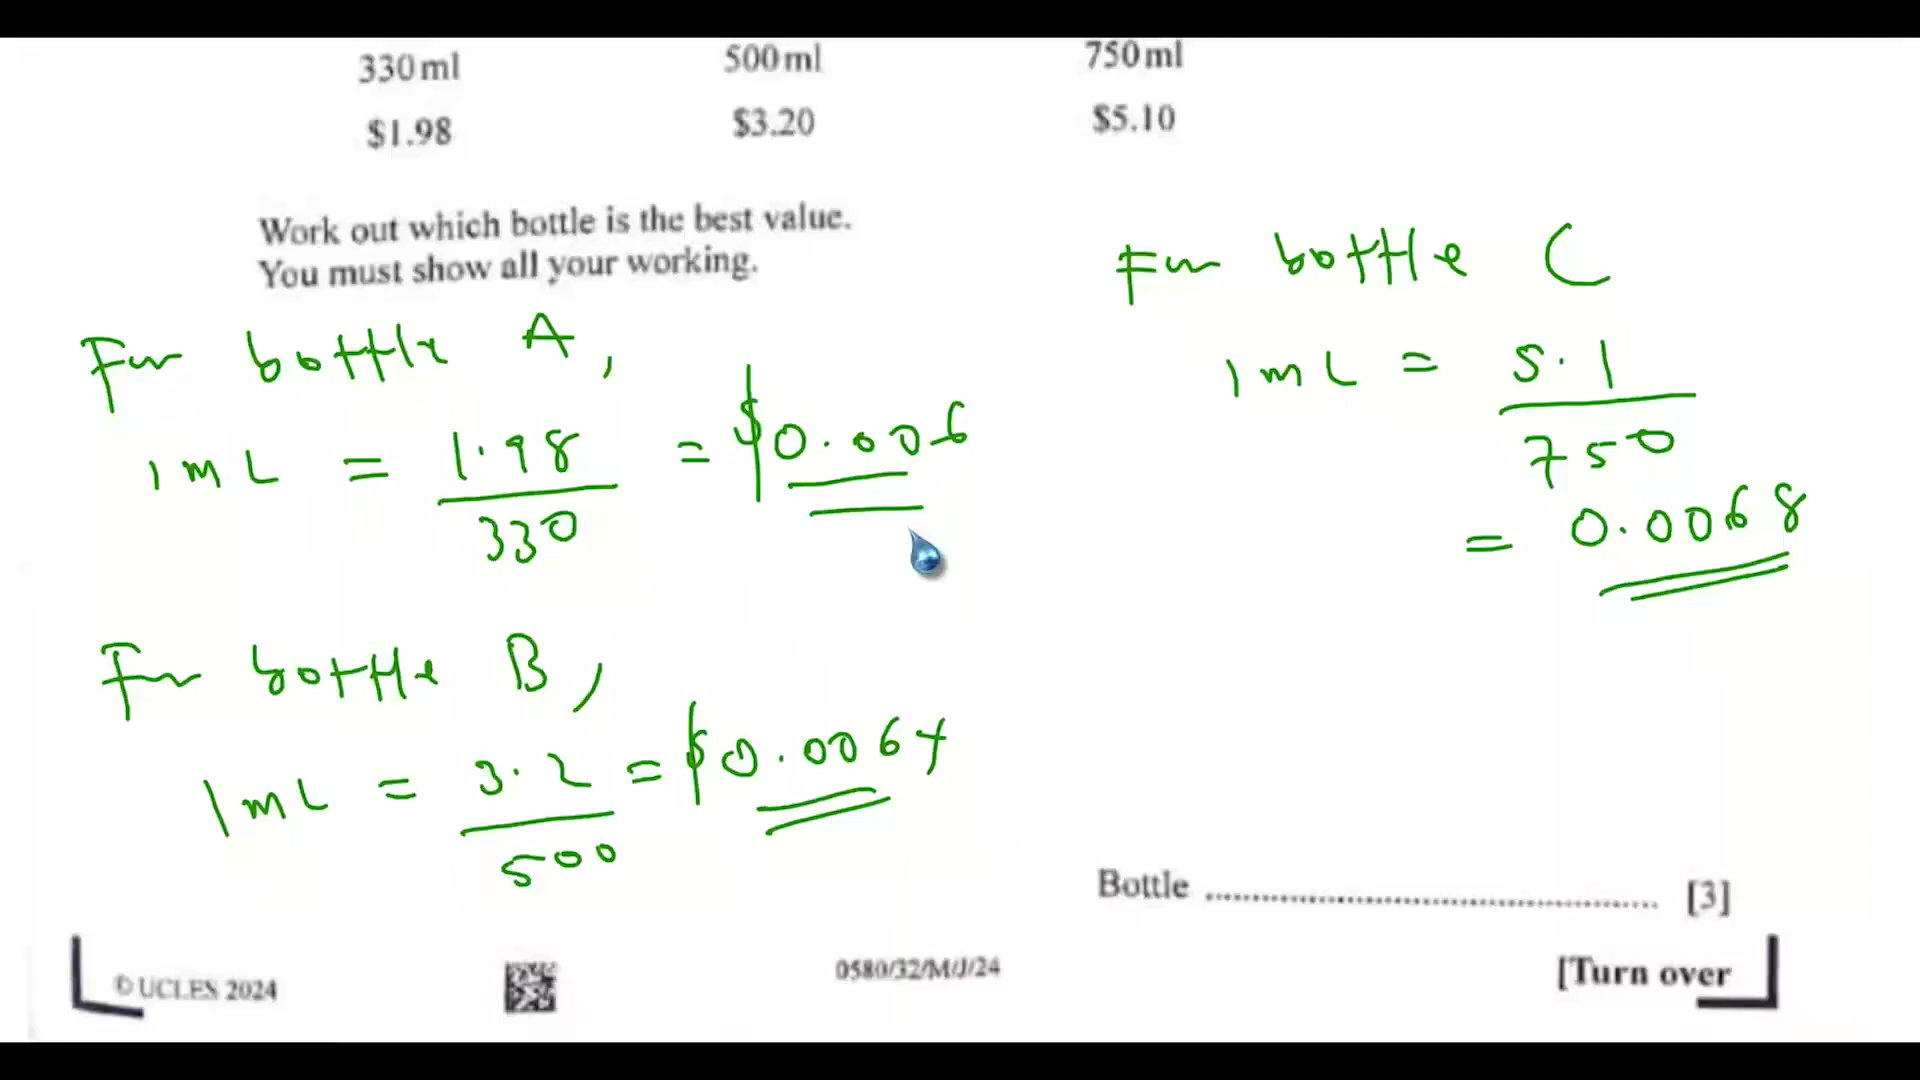 330 ml 500 ml 750 ml
$1.98 $3.20 $5.10
Work out which bottle is the best value.
You must show all your working.
For bottle A,
1 mL = 1.98 / 330 = $0.006
For bottle B,
1 mL = 3.2 / 500 = $0.0064
For bottle C
1 mL = 5.1 / 750
= 0.0068
Bottle ........................................ [3]
© UCLES 2024 0580/32/M/J/24 [Turn over